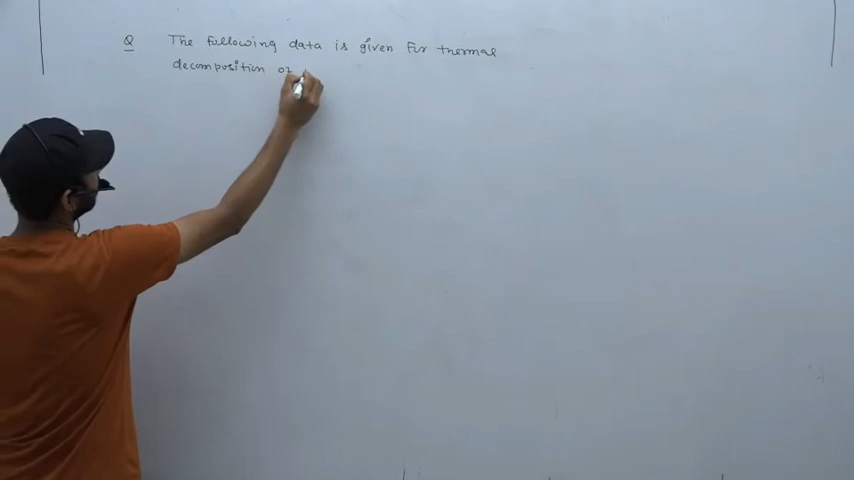 Q The following data is given for thermal
decomposition of